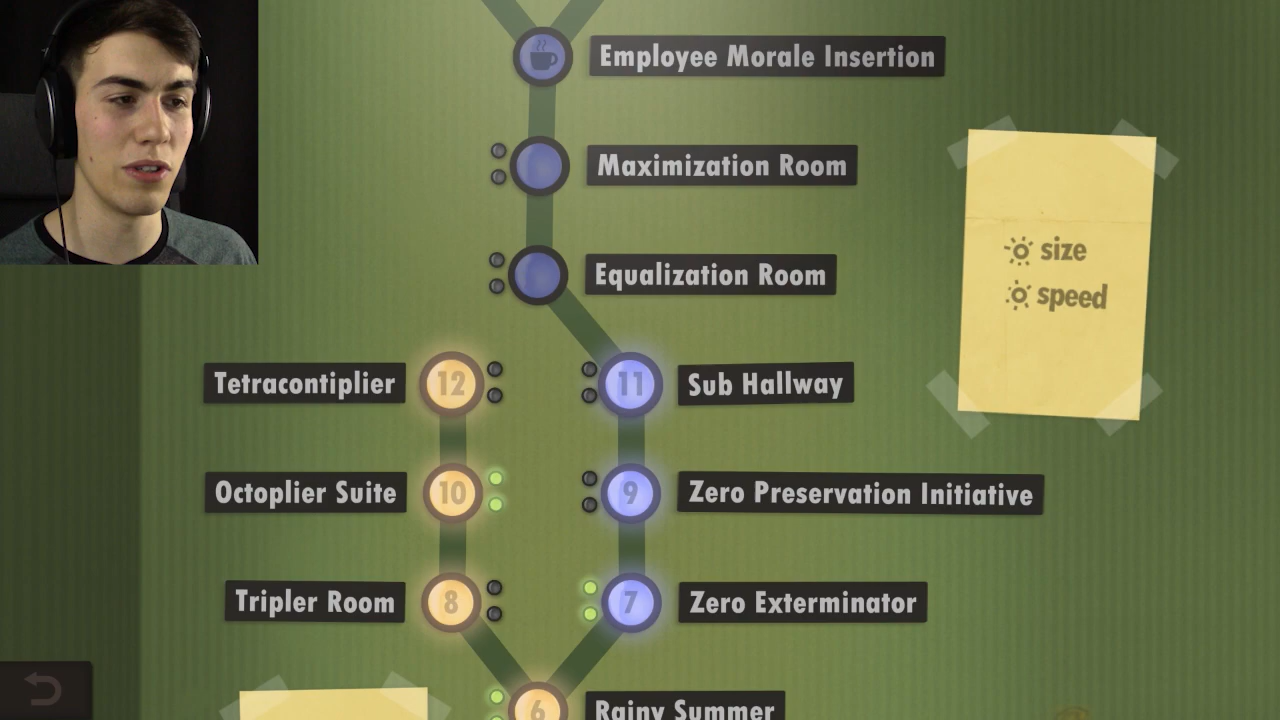 Employee Morale Insertion
Maximization Room
size
Equalization Room
speed
Tetracontiplier
12
11
Sub Hallway
Octoplier Suite
10
9
Zero Preservation Initiative
Tripler Room
8
7
Zero Exterminator
6
Rainy Summer